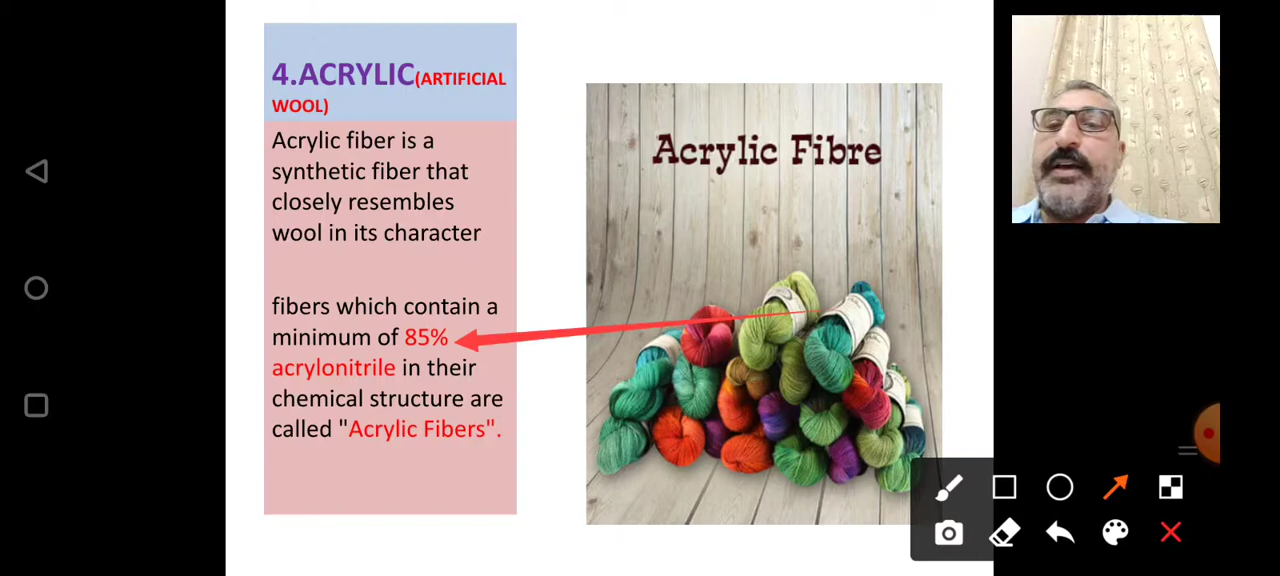 4.ACRYLIC(ARTIFICIAL
WOOL)
Acrylic fiber is a
synthetic fiber that
closely resembles
wool in its character
fibers which contain a
minimum of 85%
acrylonitrile in their
chemical structure are
called "Acrylic Fibers".
Acrylic Fibre